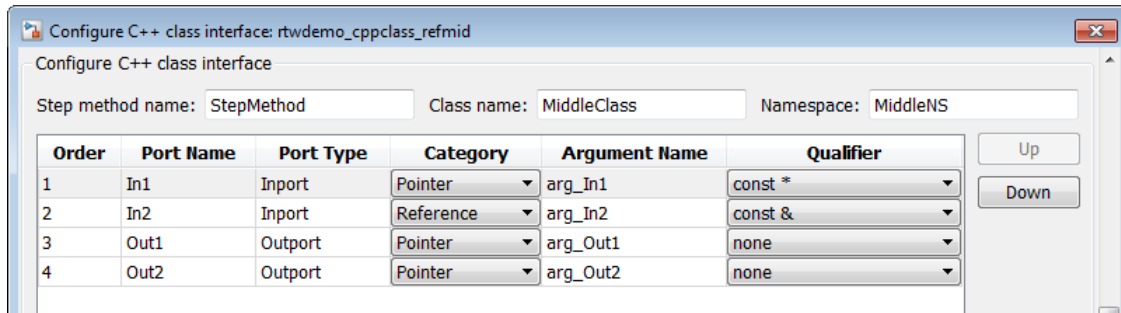 Configure C++ class interface: rtwdemo_cppclass_refmid
Configure C++ class interface
Step method name: StepMethod Class name: MiddleClass Namespace: MiddleNS
Order Port Name Port Type Category Argument Name Qualifier Up
1 In1 Inport Pointer arg_In1 const * Down
2 In2 Inport Reference arg_In2 const &
3 Out1 Outport Pointer arg_Out1 none
4 Out2 Outport Pointer arg_Out2 none